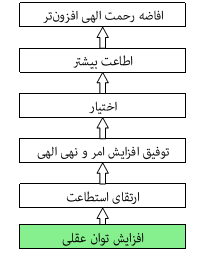 افاضه رحمت الهی افزون‌تر
اطاعت بیشتر
اختیار
توفیق افزایش امر و نهی الهی
ارتقای استطاعت
افزایش توان عقلی